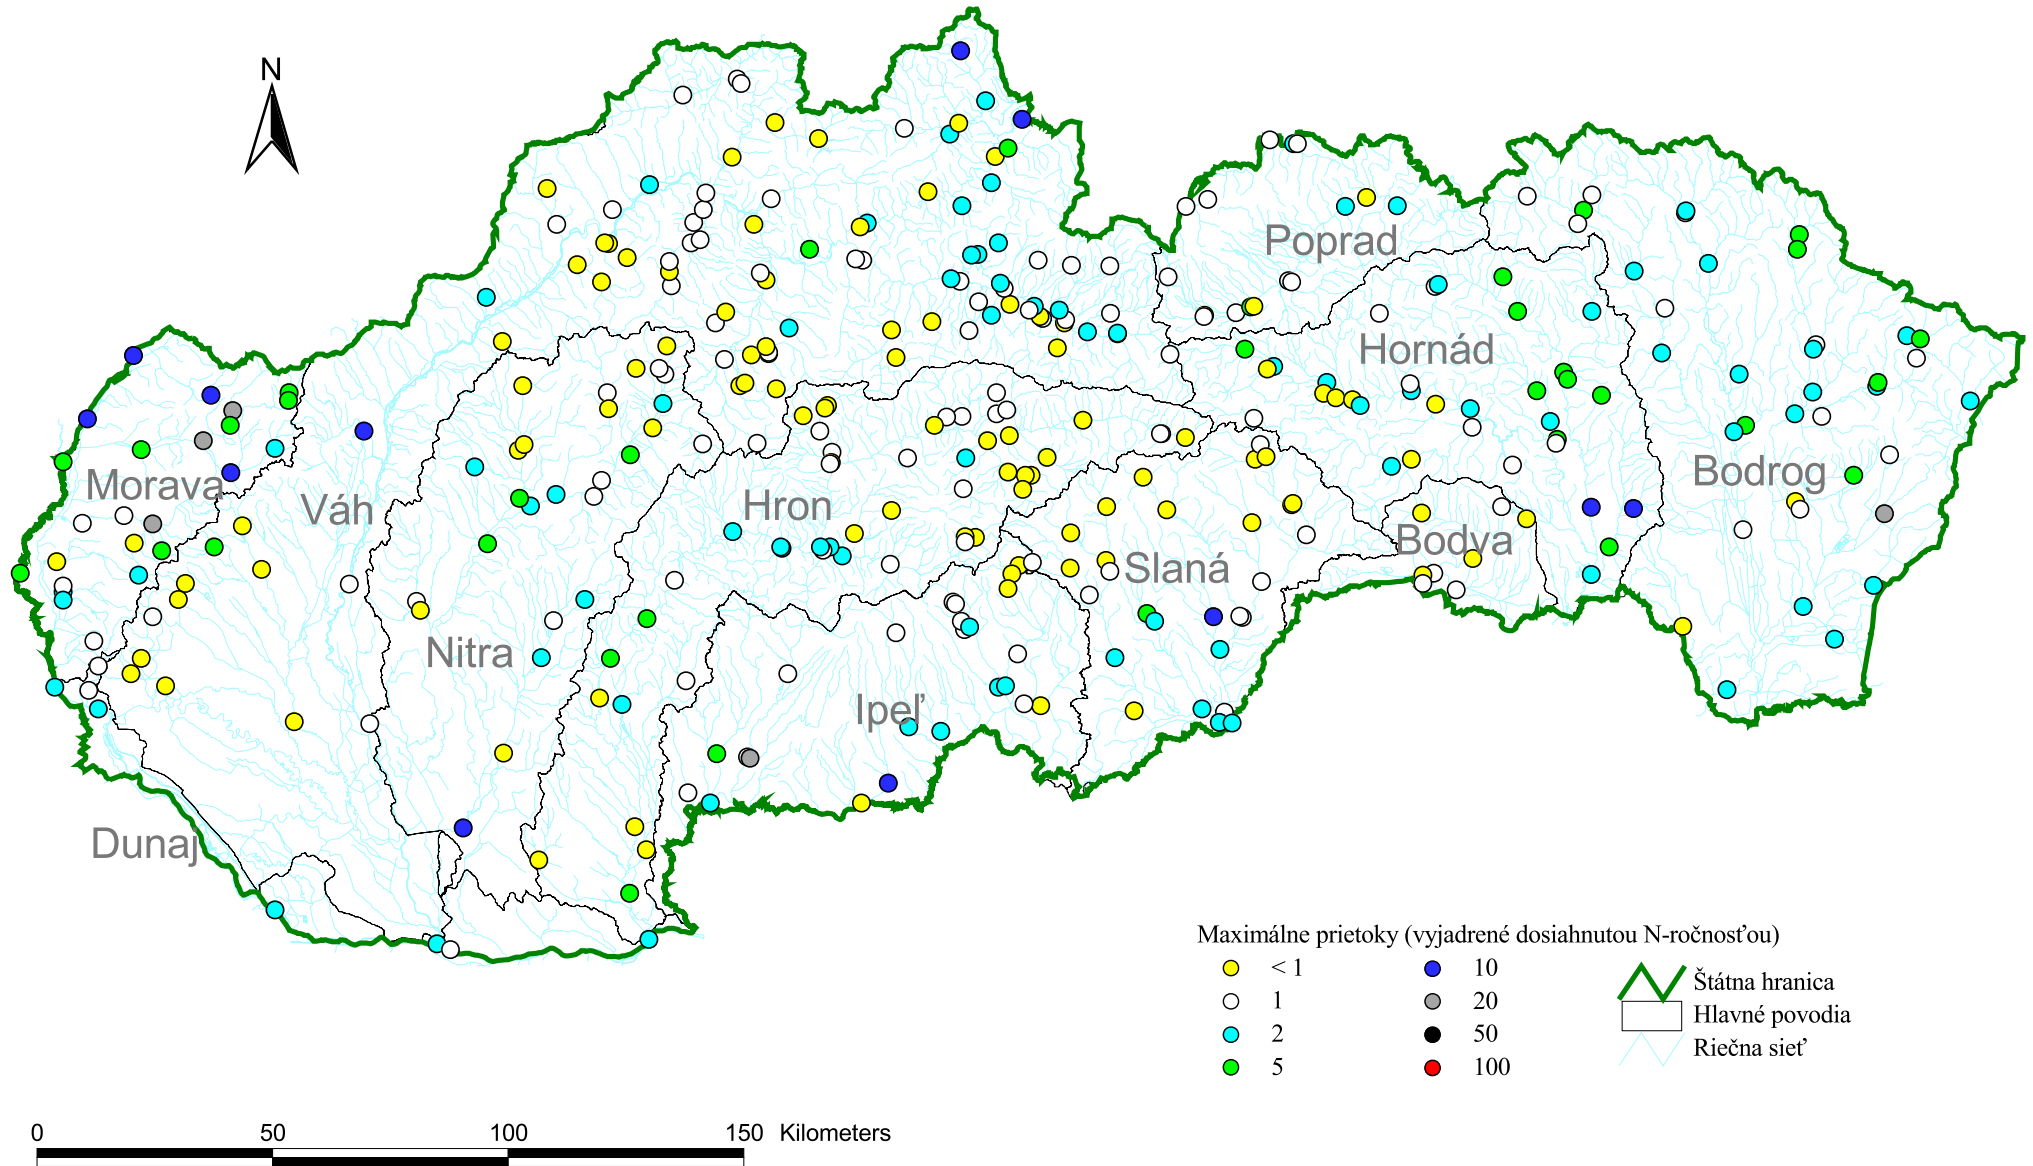 N
Poprad
Hornád
Morava
Váh
Hron
Bodrog
Bodva
Slaná
Nitra
Ipeľ
Dunaj
Maximálne prietoky (vyjadrené dosiahnutou N-ročnosťou)
< 1 10
1 20
2 50
5 100
Štátna hranica
Hlavné povodia
Riečna sieť
0 50 100 150 Kilometers